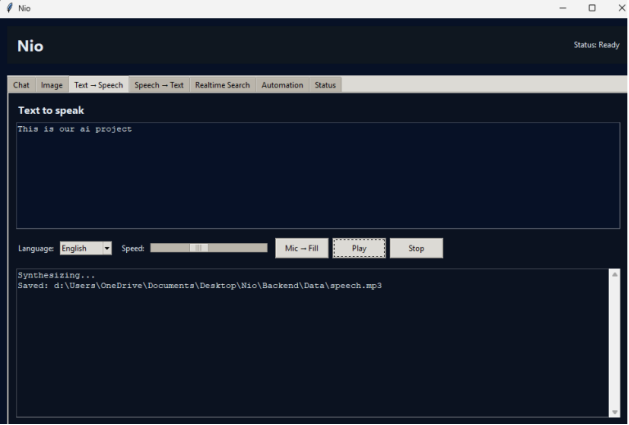 Nio
Nio
Status: Ready
Chat Image Text → Speech Speech → Text Realtime Search Automation Status
Text to speak
This is our ai project
Language: English Speed: Mic → Fill Play Stop
Synthesizing...
Saved: d:\Users\OneDrive\Documents\Desktop\Nio\Backend\Data\speech.mp3